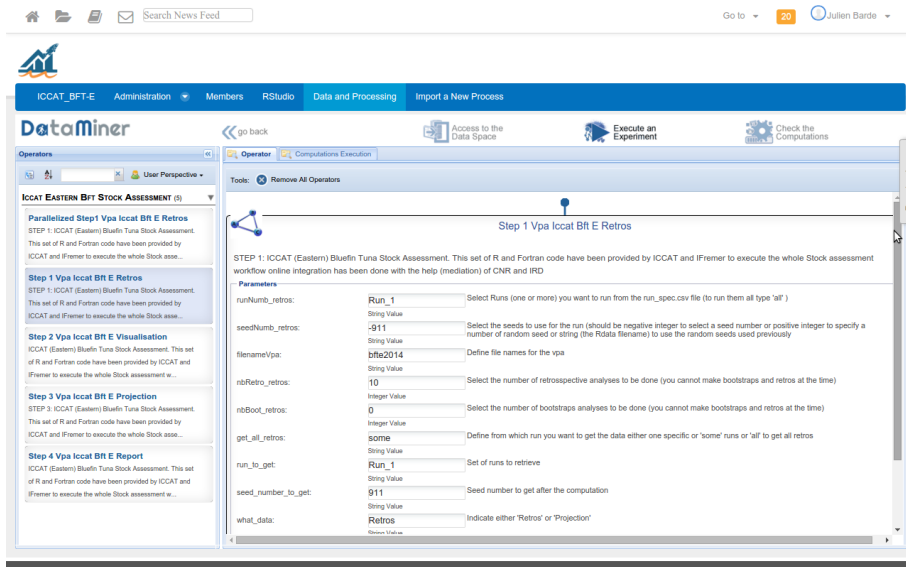 Search News Feed
Go to
20
Julien Barde
ICCAT_BFT-E Administration Members RStudio Data and Processing Import a New Process
DataMiner
go back
Access to the
Data Space
Execute an
Experiment
Check the
Computations
Operators
User Perspective
ICCAT EASTERN BFT STOCK ASSESSMENT (5)
Parallelized Step1 Vpa Iccat Bft E Retros
STEP 1: ICCAT (Eastern) Bluefin Tuna Stock Assessment.
This set of R and Fortran code have been provided by
ICCAT and IFremer to execute the whole Stock asse...
Step 1 Vpa Iccat Bft E Retros
STEP 1: ICCAT (Eastern) Bluefin Tuna Stock Assessment.
This set of R and Fortran code have been provided by
ICCAT and IFremer to execute the whole Stock asse...
Step 2 Vpa Iccat Bft E Visualisation
ICCAT (Eastern) Bluefin Tuna Stock Assessment. This set
of R and Fortran code have been provided by ICCAT and
IFremer to execute the whole Stock assessment w...
Step 3 Vpa Iccat Bft E Projection
STEP 3: ICCAT (Eastern) Bluefin Tuna Stock Assessment.
This set of R and Fortran code have been provided by
ICCAT and IFremer to execute the whole Stock asse...
Step 4 Vpa Iccat Bft E Report
ICCAT (Eastern) Bluefin Tuna Stock Assessment. This set
of R and Fortran code have been provided by ICCAT and
IFremer to execute the whole Stock assessment w...
Operator Computations Execution
Tools: Remove All Operators
Step 1 Vpa Iccat Bft E Retros
STEP 1: ICCAT (Eastern) Bluefin Tuna Stock Assessment. This set of R and Fortran code have been provided by ICCAT and IFremer to execute the whole Stock assessment
workflow online integration has been done with the help (mediation) of CNR and IRD
Parameters
runNumb_retros: Run_1 Select Runs (one or more) you want to run from the run_spec.csv file (to run them all type 'all' )
String Value
seedNumb_retros: -911 Select the seeds to use for the run (should be negative integer to select a seed number or positive integer to specify a
number of random seed or string (the Rdata filename) to use the random seeds used previously
String Value
filenameVpa: bfte2014 Define file names for the vpa
String Value
nbRetro_retros: 10 Select the number of retrosspective analyses to be done (you cannot make bootstraps and retros at the time)
Integer Value
nbBoot_retros: 0 Select the number of bootstraps analyses to be done (you cannot make bootstraps and retros at the time)
Integer Value
get_all_retros: some Define from which run you want to get the data either one specific or 'some' runs or 'all' to get all retros
String Value
run_to_get: Run_1 Set of runs to retrieve
String Value
seed_number_to_get: 911 Seed number to get after the computation
String Value
what_data: Retros Indicate either 'Retros' or 'Projection'
String Value